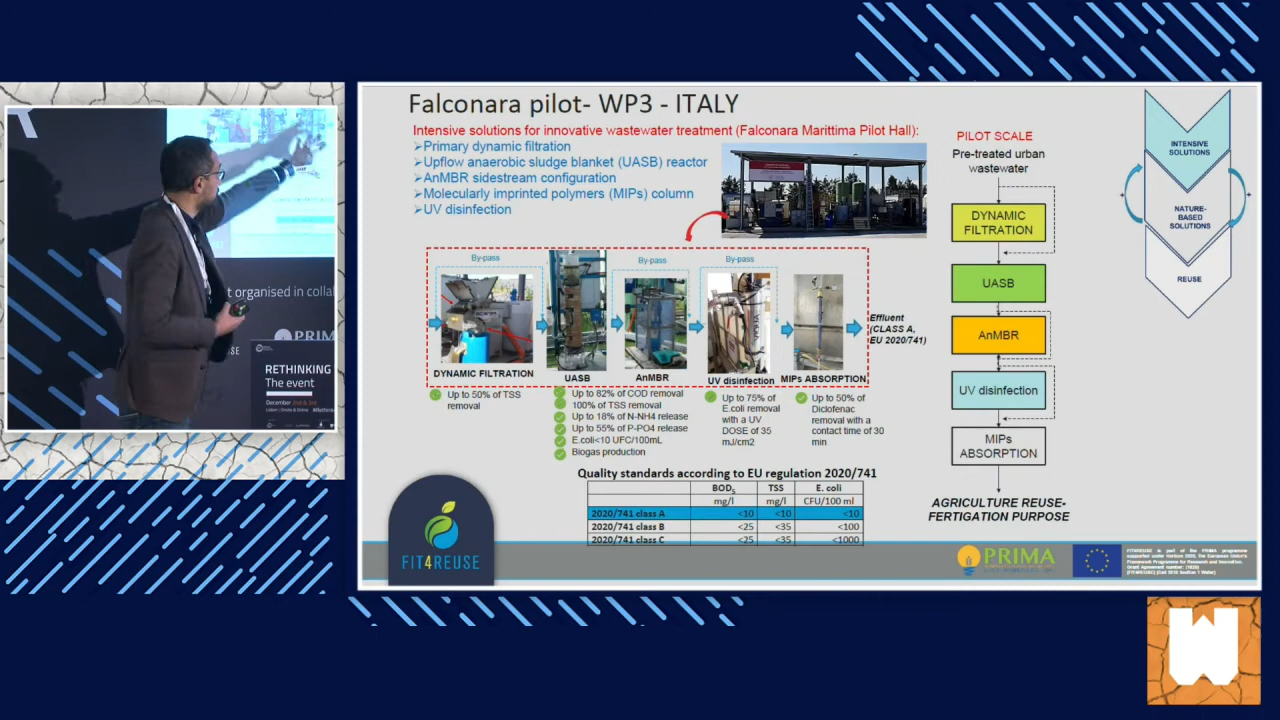 Falconara pilot- WP3 - ITALY
Intensive solutions for innovative wastewater treatment (Falconara Marittima Pilot Hall):
➢Primary dynamic filtration
➢Upflow anaerobic sludge blanket (UASB) reactor
➢AnMBR sidestream configuration
➢Molecularly imprinted polymers (MIPs) column
➢UV disinfection
By-pass
By-pass
By-pass
DYNAMIC FILTRATION
UASB
AnMBR
UV disinfection
MIPs ABSORPTION
Effluent
(CLASS A,
EU 2020/741)
Up to 50% of TSS
removal
Up to 82% of COD removal
100% of TSS removal
Up to 18% of N-NH4 release
Up to 55% of P-PO4 release
E.coli<10 UFC/100mL
Biogas production
Up to 75% of
E.coli removal
with a UV
DOSE of 35
mJ/cm2
Up to 50% of
Diclofenac
removal with a
contact time of 30
min
Quality standards according to EU regulation 2020/741
BOD5 TSS E. coli
mg/l mg/l CFU/100 ml
2020/741 class A <10 <10 <10
2020/741 class B <25 <35 <100
2020/741 class C <25 <35 <1000
PILOT SCALE
Pre-treated urban
wastewater
DYNAMIC
FILTRATION
UASB
AnMBR
UV disinfection
MIPs
ABSORPTION
AGRICULTURE REUSE-
FERTIGATION PURPOSE
INTENSIVE
SOLUTIONS
NATURE-
BASED
SOLUTIONS
REUSE
FIT4REUSE
PRIMA
t organised in colla
PRIM
REUSE
RETHINKING
The event
December 2nd & 3rd